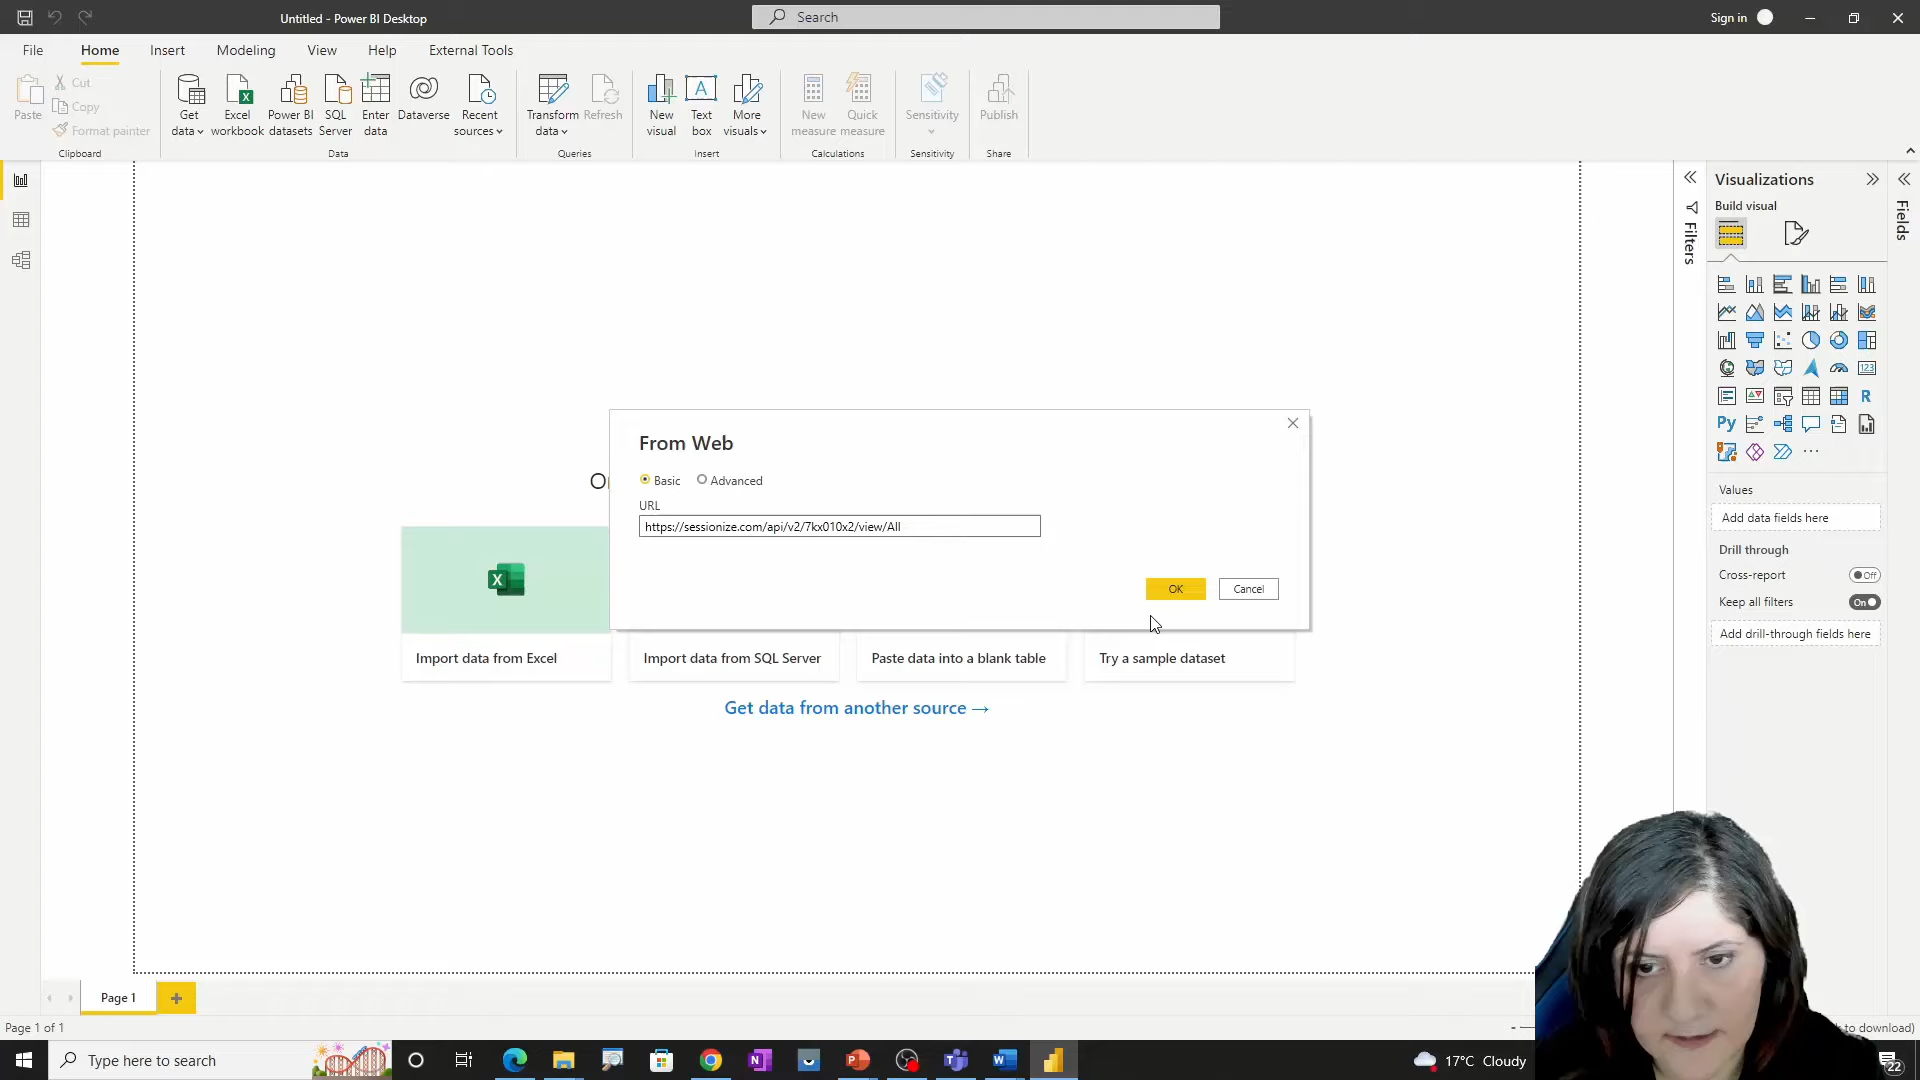 Untitled - Power BI Desktop
Search
Sign in
File Home Insert Modeling View Help External Tools
Paste
Cut
Copy
Format painter
Get data
Excel workbook
Power BI datasets
SQL Server
Enter data
Dataverse
Recent sources
Transform data
Refresh
New visual
Text box
More visuals
New measure
Quick measure
Sensitivity
Publish
Clipboard
Data
Queries
Insert
Calculations
Sensitivity
Share
From Web
Basic Advanced
URL
https://sessionize.com/api/v2/7kx010x2/view/All
OK Cancel
Import data from Excel
Import data from SQL Server
Paste data into a blank table
Try a sample dataset
Get data from another source →
Filters
Visualizations
Build visual
R
Py
123
Values
Add data fields here
Drill through
Cross-report Off
Keep all filters On
Add drill-through fields here
Fields
Page 1
Page 1 of 1
k to download)
Type here to search
17°C Cloudy
22